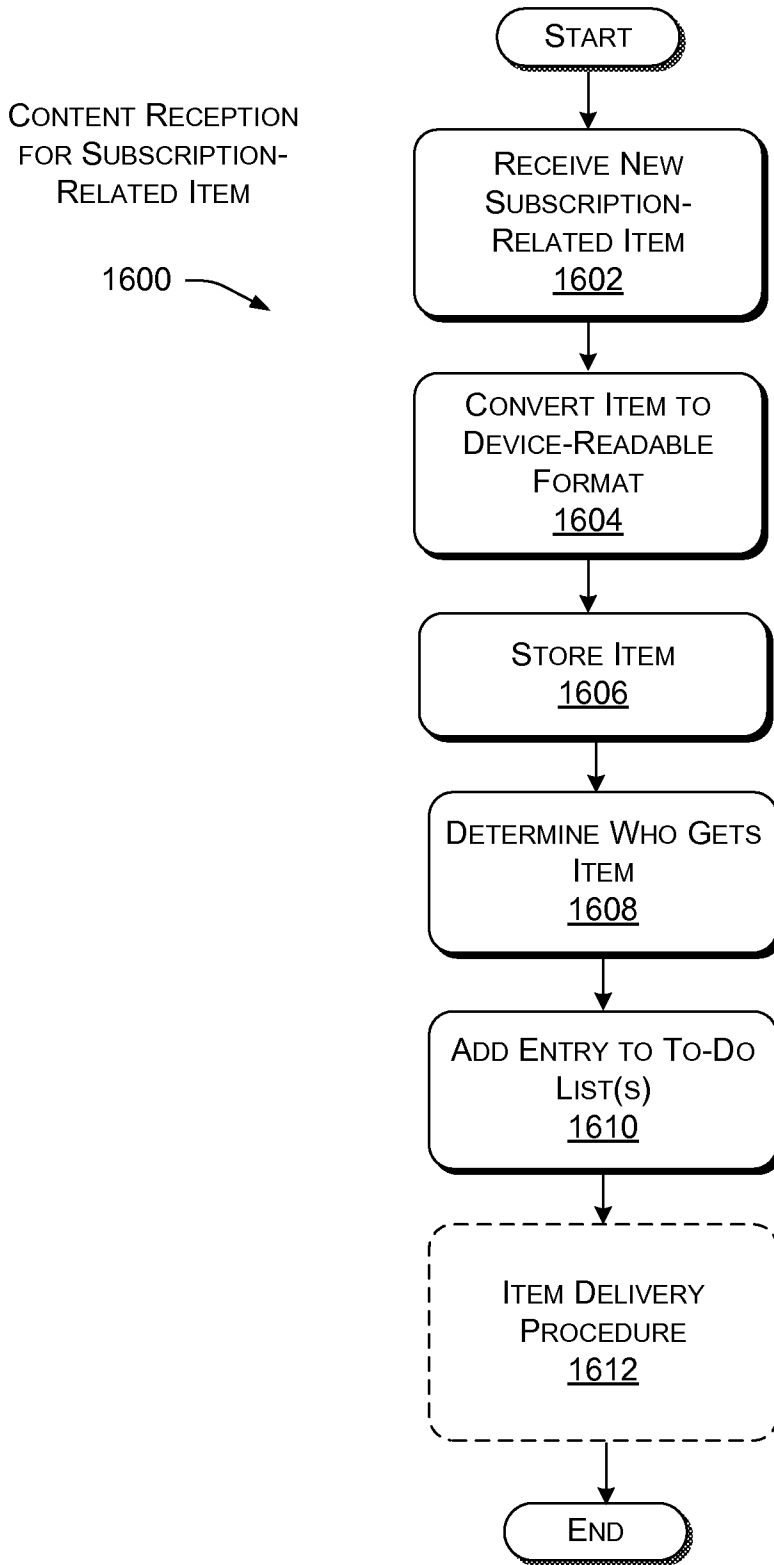 START
CONTENT RECEPTION
FOR SUBSCRIPTION-
RELATED ITEM
1600
RECEIVE NEW
SUBSCRIPTION-
RELATED ITEM
1602
CONVERT ITEM TO
DEVICE-READABLE
FORMAT
1604
STORE ITEM
1606
DETERMINE WHO GETS
ITEM
1608
ADD ENTRY TO TO-DO
LIST(S)
1610
ITEM DELIVERY
PROCEDURE
1612
END